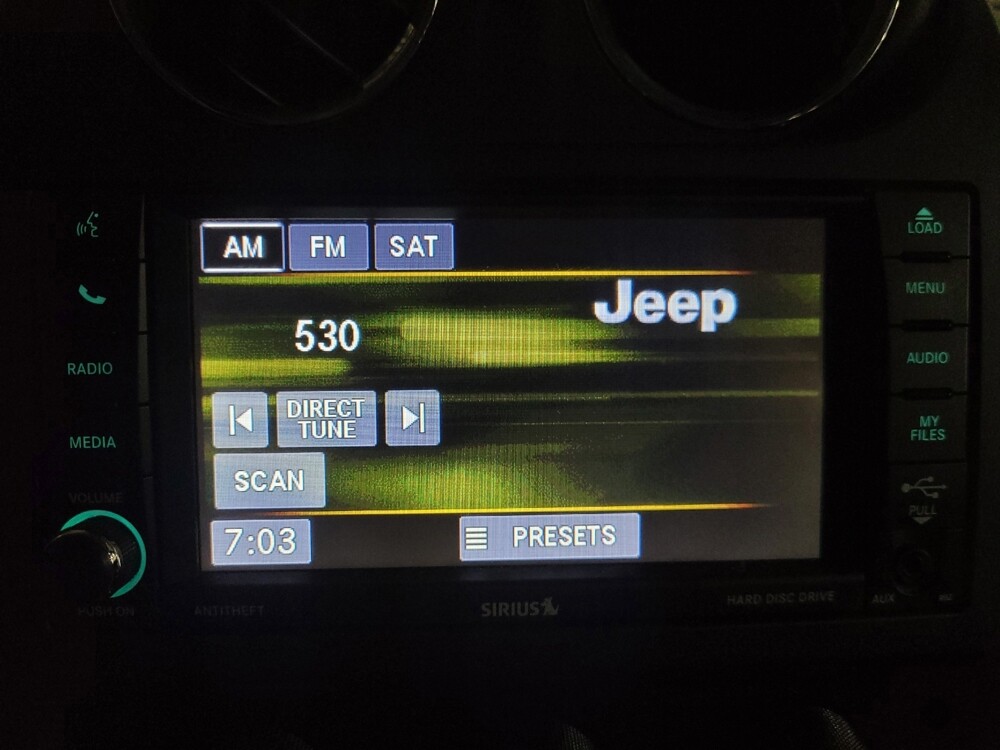 AM FM SAT
Jeep
530
DIRECT
TUNE
SCAN
7:03
PRESETS
RADIO
MEDIA
VOLUME
PUSH ON
ANTITHEFT
SIRIUS
HARD DISC DRIVE
LOAD
MENU
AUDIO
MY
FILES
PULL
AUX